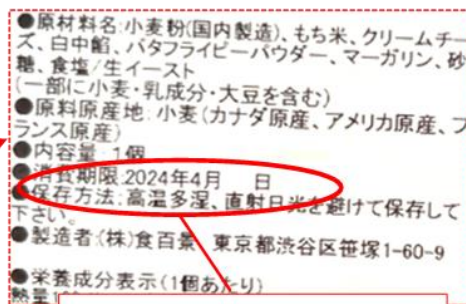 ●原材料名:小麦粉(国内製造)、もち米、クリームチー
ズ、白中餡、バタフライピーパウダー、マーガリン、砂
糖、食塩/生イースト
(一部に小麦・乳成分・大豆を含む)
●原料原産地:小麦(カナダ原産、アメリカ原産、フ
ランス原産)
●内容量:1個
●消費期限:2024年4月 日
●保存方法:高温多湿、直射日光を避けて保存して
下さい。
●製造者:(株)食百景 東京都渋谷区笹塚1-60-9
●栄養成分表示(1個あたり)
熱量